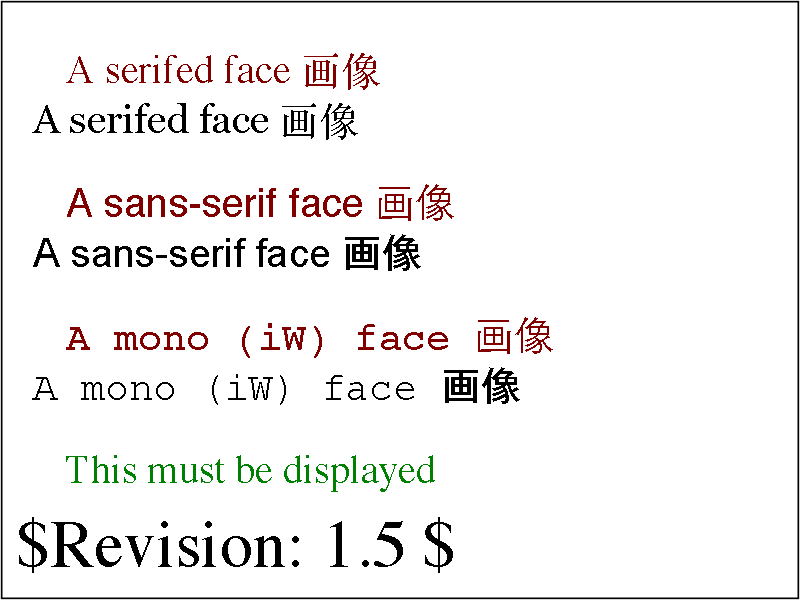 A serifed face 画像
A serifed face 画像
A sans-serif face 画像
A sans-serif face 画像
A mono (iW) face 画像
A mono (iW) face 画像
This must be displayed
$Revision: 1.5 $